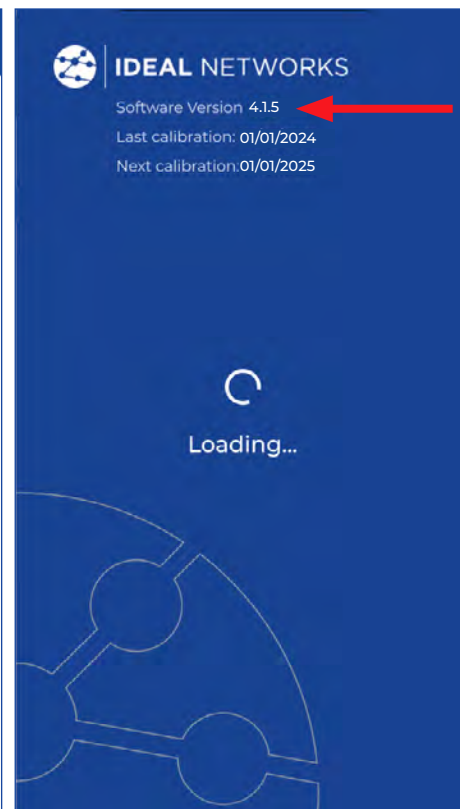 IDEAL NETWORKS
Software Version 4.1.5
Last calibration: 01/01/2024
Next calibration:01/01/2025
Loading...